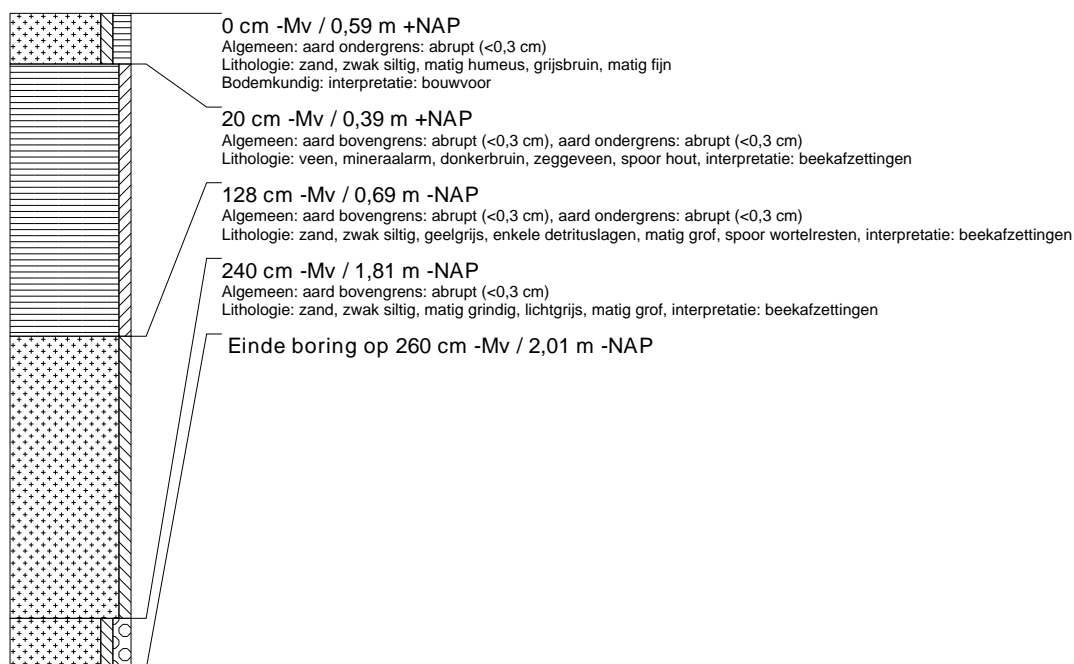 0 cm -Mv / 0,59 m +NAP
Algemeen: aard ondergrens: abrupt (<0,3 cm)
Lithologie: zand, zwak siltig, matig humeus, grijsbruin, matig fijn
Bodemkundig: interpretatie: bouwvoor
20 cm -Mv / 0,39 m +NAP
Algemeen: aard bovengrens: abrupt (<0,3 cm), aard ondergrens: abrupt (<0,3 cm)
Lithologie: veen, mineraalarm, donkerbruin, zeggeveen, spoor hout, interpretatie: beekafzettingen
128 cm -Mv / 0,69 m -NAP
Algemeen: aard bovengrens: abrupt (<0,3 cm), aard ondergrens: abrupt (<0,3 cm)
Lithologie: zand, zwak siltig, geelgrijs, enkele detrituslagen, matig grof, spoor wortelresten, interpretatie: beekafzettingen
240 cm -Mv / 1,81 m -NAP
Algemeen: aard bovengrens: abrupt (<0,3 cm)
Lithologie: zand, zwak siltig, matig grindig, lichtgrijs, matig grof, interpretatie: beekafzettingen
Einde boring op 260 cm -Mv / 2,01 m -NAP